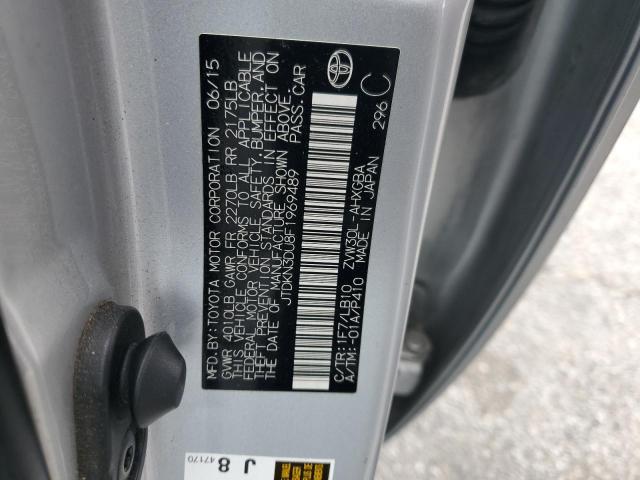 MFD. BY: TOYOTA MOTOR CORPORATION 06/15
GVWR 4010LB GAWR FR 2270LB RR 2175LB
THIS VEHICLE CONFORMS TO ALL APPLICABLE
FEDERAL MOTOR VEHICLE SAFETY, BUMPER, AND
THEFT PREVENTION STANDARDS IN EFFECT ON
THE DATE OF MANUFACTURE SHOWN ABOVE.
JTDKN3DU8F1969489 PASS. CAR
C/TR: 1F7/LB10 ZVW30L-AHXGBA 296 C
A/TM: -01A/P410 MADE IN JAPAN
J 8
47170